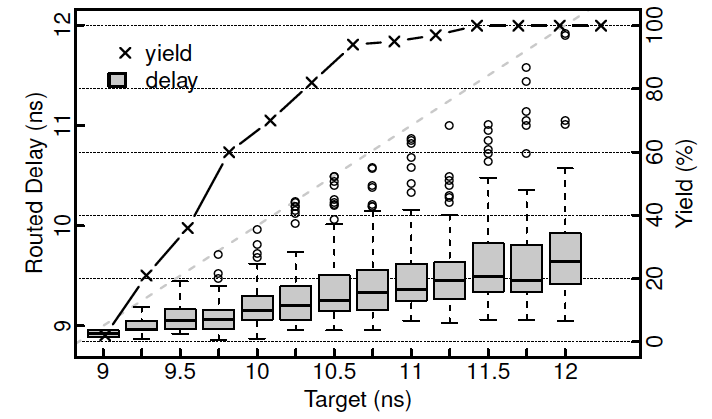 yield
delay
Routed Delay (ns)
12
11
10
9
100
80
60
40
20
0
Yield (%)
9 9.5 10 10.5 11 11.5 12
Target (ns)